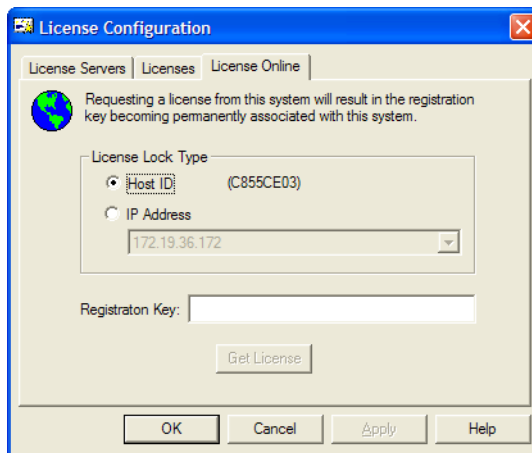 License Configuration
License Servers Licenses License Online
Requesting a license from this system will result in the registration
key becoming permanently associated with this system.
License Lock Type
Host ID (C855CE03)
IP Address
172.19.36.172
Registraton Key:
Get License
OK Cancel Apply Help